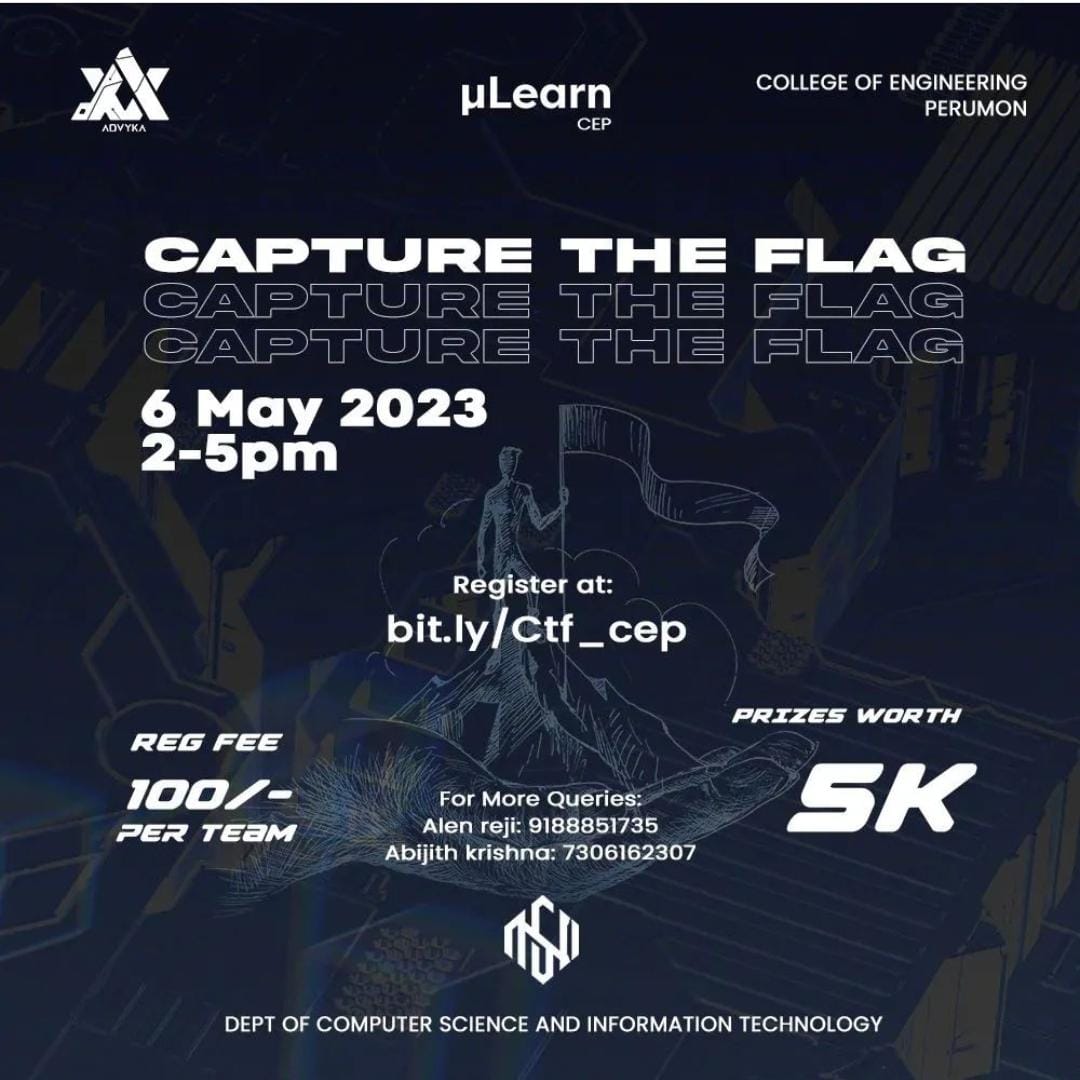 ADVYKA
µLearn
CEP
COLLEGE OF ENGINEERING
PERUMON
CAPTURE THE FLAG
CAPTURE THE FLAG
CAPTURE THE FLAG
6 May 2023
2-5pm
Register at:
bit.ly/Ctf_cep
REG FEE
100/-
PER TEAM
PRIZES WORTH
5K
For More Queries:
Alen reji: 9188851735
Abijith krishna: 7306162307
DEPT OF COMPUTER SCIENCE AND INFORMATION TECHNOLOGY